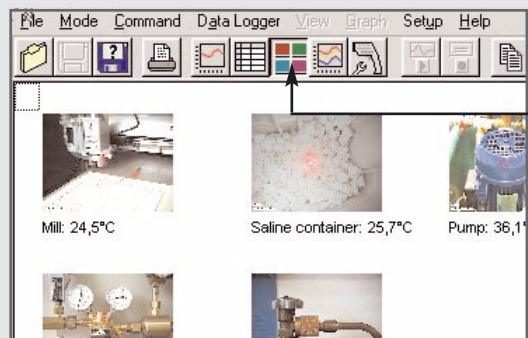 File Mode Command Data Logger View Graph Setup Help
Mill: 24,5°C
Saline container: 25,7°C
Pump: 36,1°